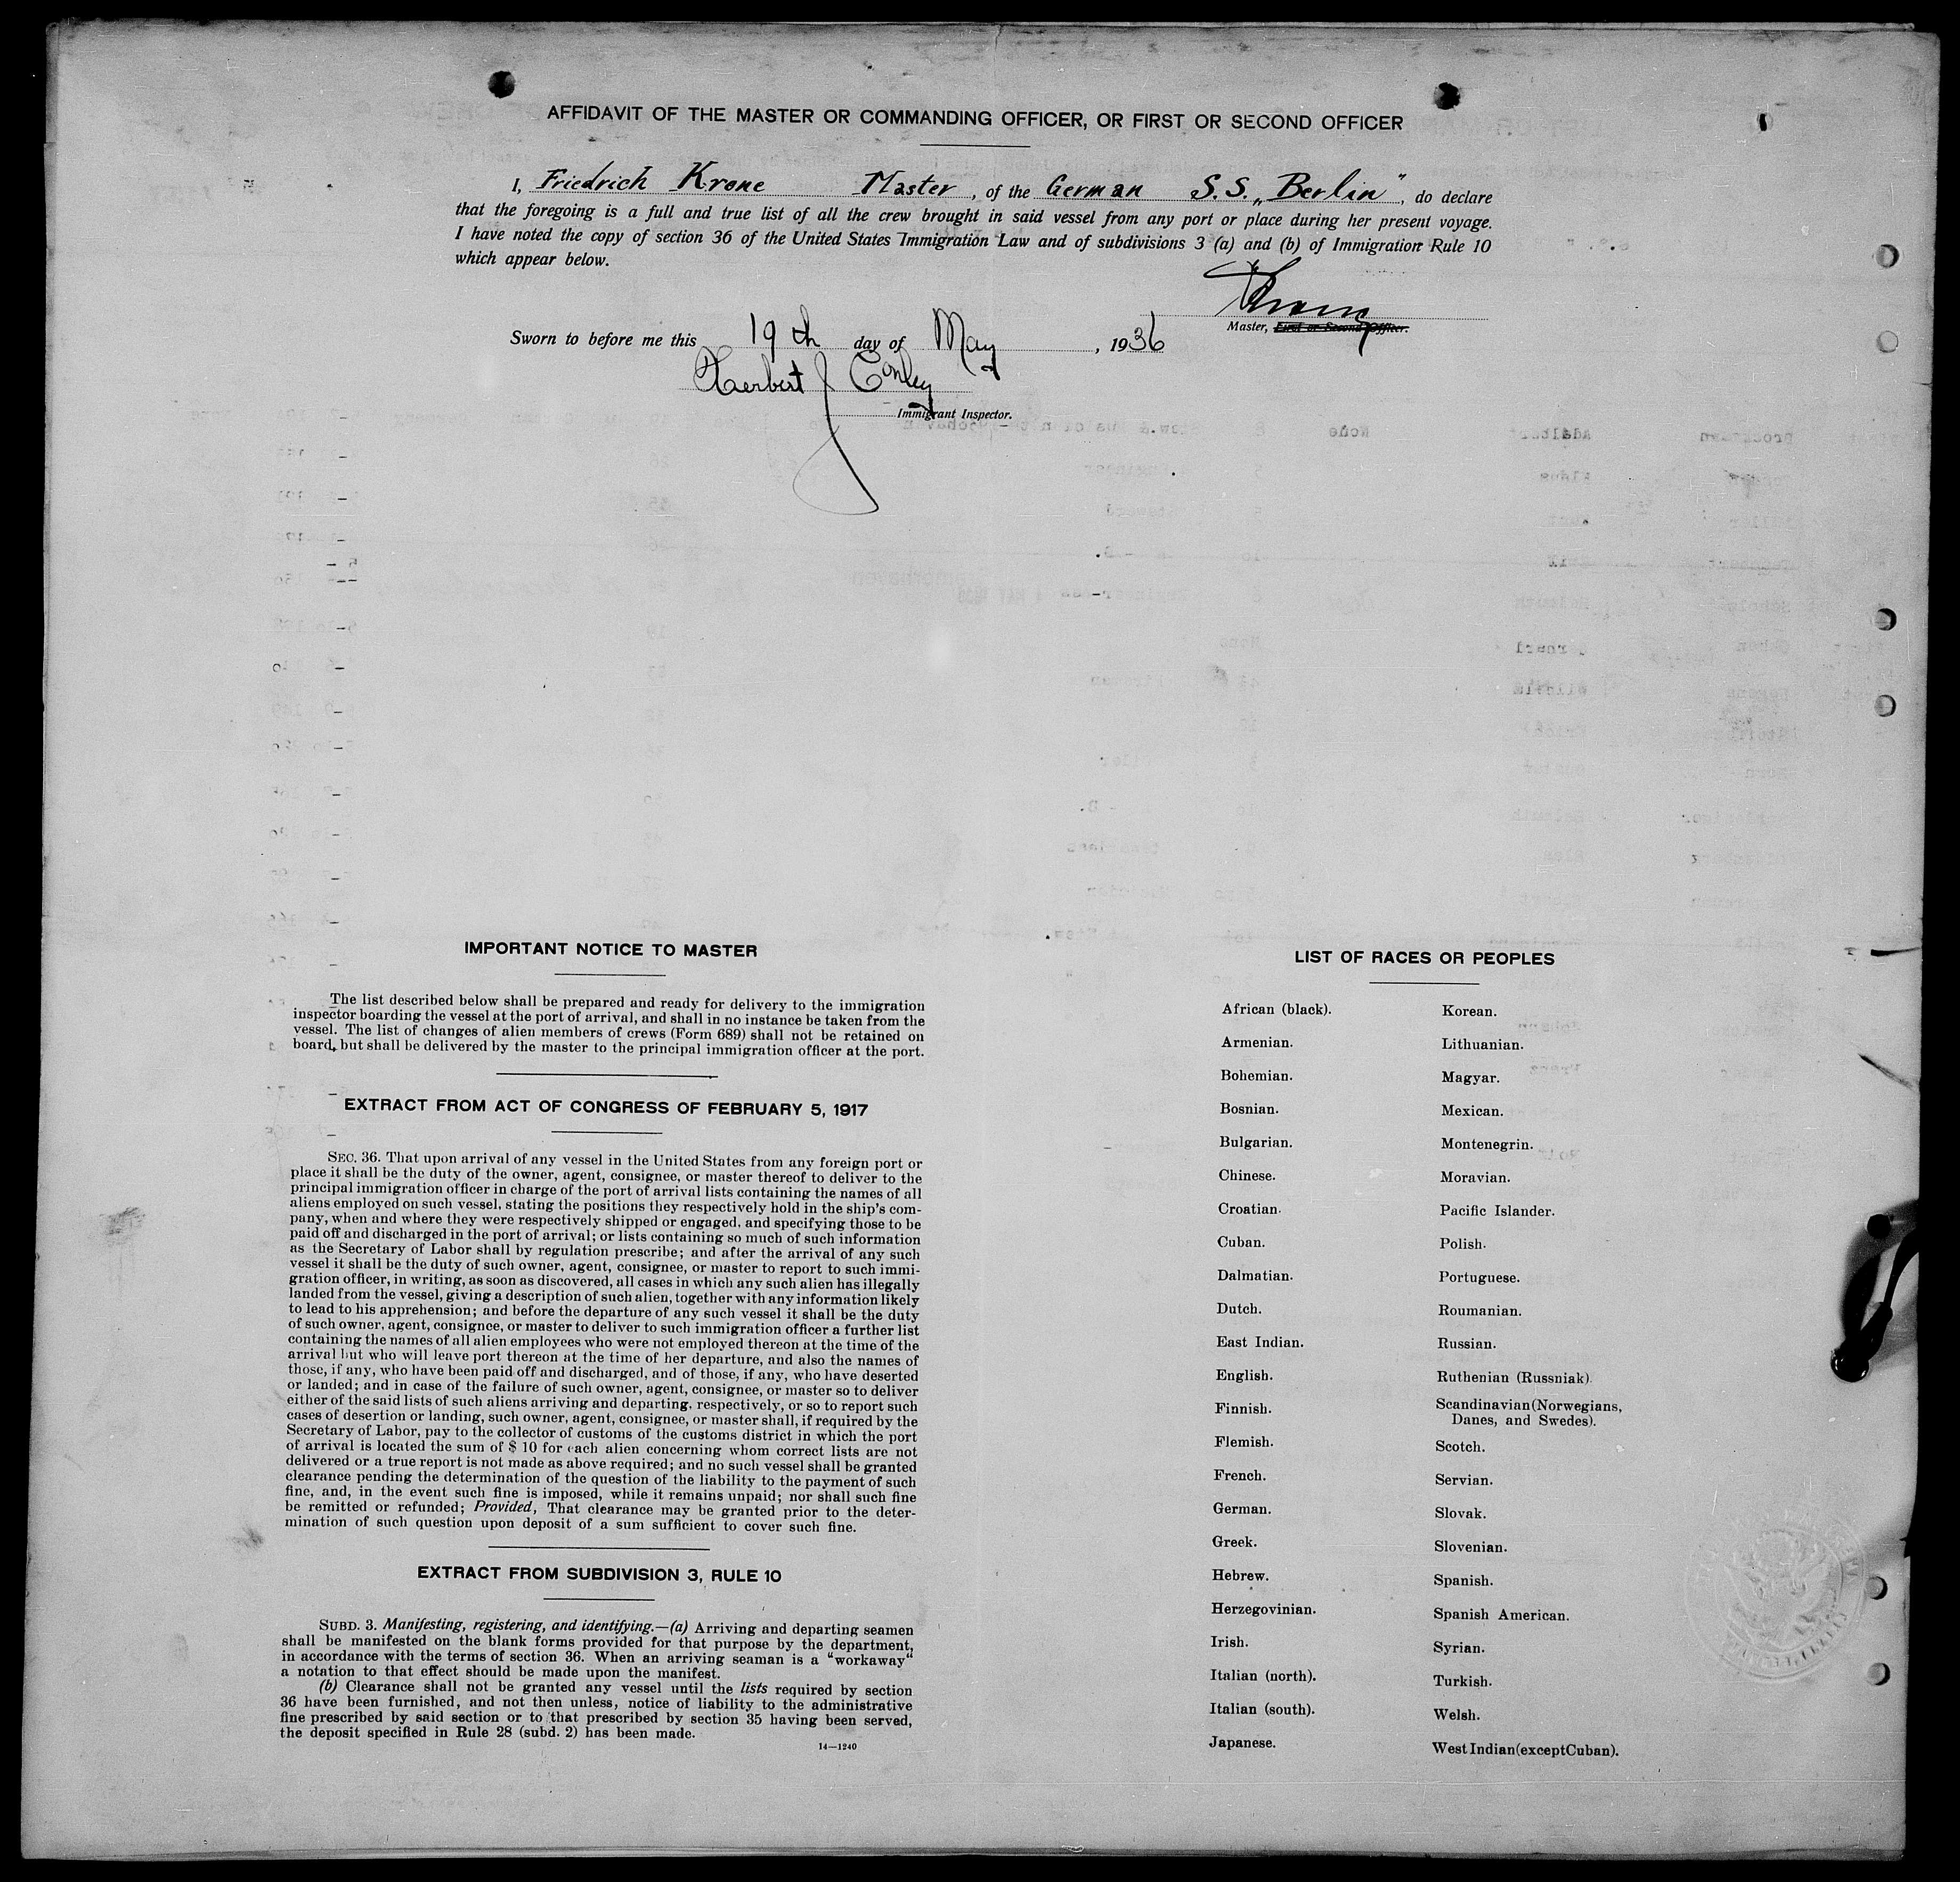 AFFIDAVIT OF THE MASTER OR COMMANDING OFFICER, OR FIRST OR SECOND OFFICER
I, Friedrich Krone Master, of the German S.S. „Berlin", do declare
that the foregoing is a full and true list of all the crew brought in said vessel from any port or place during her present voyage.
I have noted the copy of section 36 of the United States Immigration Law and of subdivisions 3 (a) and (b) of Immigration Rule 10
which appear below.
Krone
Master, First or Second Officer.
Sworn to before me this 19th day of May, 1936
Herbert J Conley
Immigrant Inspector.
IMPORTANT NOTICE TO MASTER
The list described below shall be prepared and ready for delivery to the immigration
inspector boarding the vessel at the port of arrival, and shall in no instance be taken from the
vessel. The list of changes of alien members of crews (Form 689) shall not be retained on
board, but shall be delivered by the master to the principal immigration officer at the port.
EXTRACT FROM ACT OF CONGRESS OF FEBRUARY 5, 1917
SEC. 36. That upon arrival of any vessel in the United States from any foreign port or
place it shall be the duty of the owner, agent, consignee, or master thereof to deliver to the
principal immigration officer in charge of the port of arrival lists containing the names of all
aliens employed on such vessel, stating the positions they respectively hold in the ship's com-
pany, when and where they were respectively shipped or engaged, and specifying those to be
paid off and discharged in the port of arrival; or lists containing so much of such information
as the Secretary of Labor shall by regulation prescribe; and after the arrival of any such
vessel it shall be the duty of such owner, agent, consignee, or master to report to such immi-
gration officer, in writing, as soon as discovered, all cases in which any such alien has illegally
landed from the vessel, giving a description of such alien, together with any information likely
to lead to his apprehension; and before the departure of any such vessel it shall be the duty
of such owner, agent, consignee, or master to deliver to such immigration officer a further list
containing the names of all alien employees who were not employed thereon at the time of the
arrival but who will leave port thereon at the time of her departure, and also the names of
those, if any, who have been paid off and discharged, and of those, if any, who have deserted
or landed; and in case of the failure of such owner, agent, consignee, or master so to deliver
either of the said lists of such aliens arriving and departing, respectively, or so to report such
cases of desertion or landing, such owner, agent, consignee, or master shall, if required by the
Secretary of Labor, pay to the collector of customs of the customs district in which the port
of arrival is located the sum of $ 10 for each alien concerning whom correct lists are not
delivered or a true report is not made as above required; and no such vessel shall be granted
clearance pending the determination of the question of the liability to the payment of such
fine, and, in the event such fine is imposed, while it remains unpaid; nor shall such fine
be remitted or refunded; Provided, That clearance may be granted prior to the deter-
mination of such question upon deposit of a sum sufficient to cover such fine.
EXTRACT FROM SUBDIVISION 3, RULE 10
SUBD. 3. Manifesting, registering, and identifying.—(a) Arriving and departing seamen
shall be manifested on the blank forms provided for that purpose by the department,
in accordance with the terms of section 36. When an arriving seaman is a "workaway"
a notation to that effect should be made upon the manifest.
(b) Clearance shall not be granted any vessel until the lists required by section
36 have been furnished, and not then unless, notice of liability to the administrative
fine prescribed by said section or to that prescribed by section 35 having been served,
the deposit specified in Rule 28 (subd. 2) has been made.
14—1240
LIST OF RACES OR PEOPLES
African (black).
Armenian.
Bohemian.
Bosnian.
Bulgarian.
Chinese.
Croatian.
Cuban.
Dalmatian.
Dutch.
East Indian.
English.
Finnish.
Flemish.
French.
German.
Greek.
Hebrew.
Herzegovinian.
Irish.
Italian (north).
Italian (south).
Japanese.
Korean.
Lithuanian.
Magyar.
Mexican.
Montenegrin.
Moravian.
Pacific Islander.
Polish.
Portuguese.
Roumanian.
Russian.
Ruthenian (Russniak).
Scandinavian (Norwegians,
Danes, and Swedes).
Scotch.
Servian.
Slovak.
Slovenian.
Spanish.
Spanish American.
Syrian.
Turkish.
Welsh.
West Indian (except Cuban).